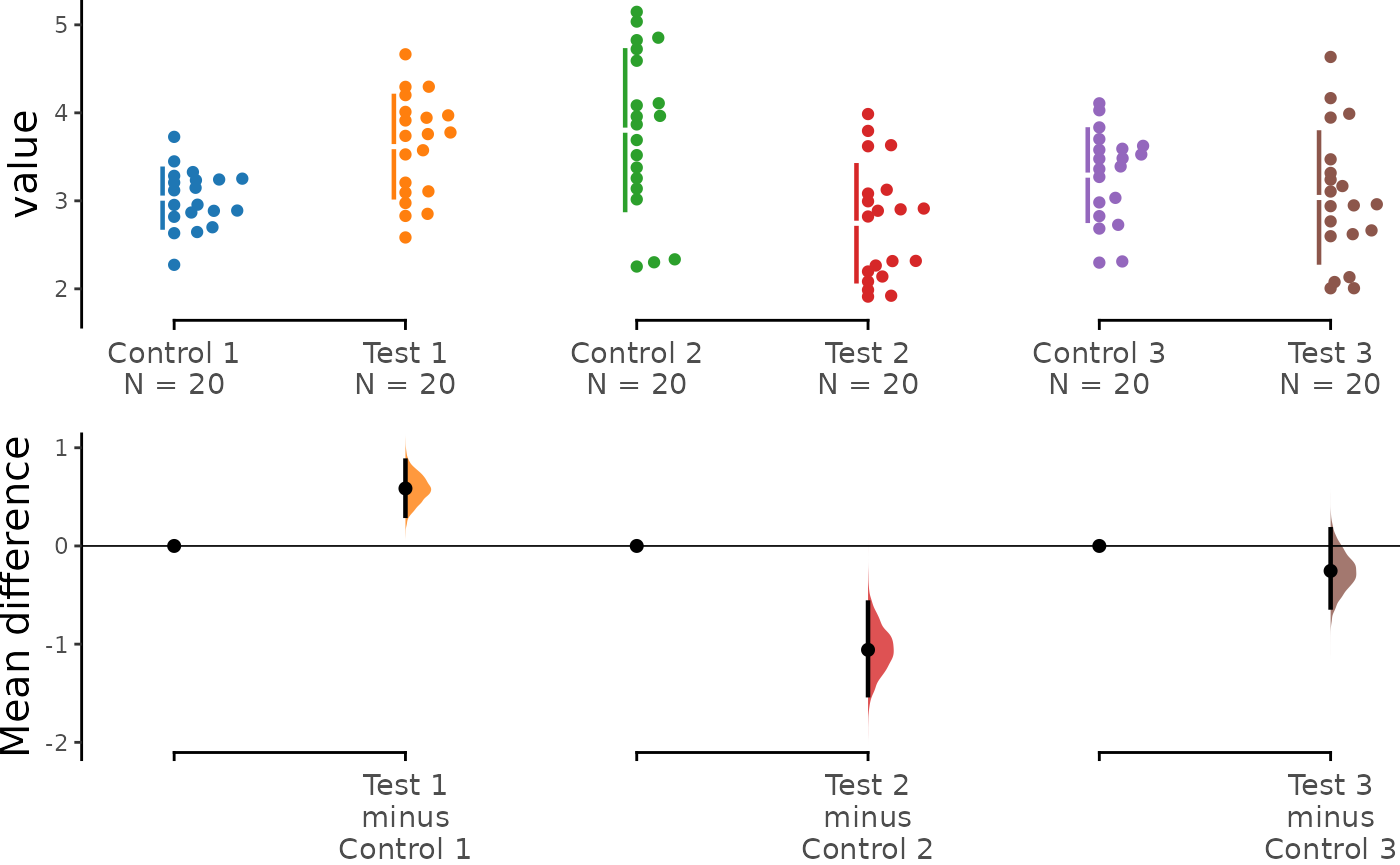 value
5
4
3
2
Control 1 Test 1 Control 2 Test 2 Control 3 Test 3
N = 20 N = 20 N = 20 N = 20 N = 20 N = 20
Mean difference
1
0
-1
-2
Test 1 Test 2 Test 3
minus minus minus
Control 1 Control 2 Control 3